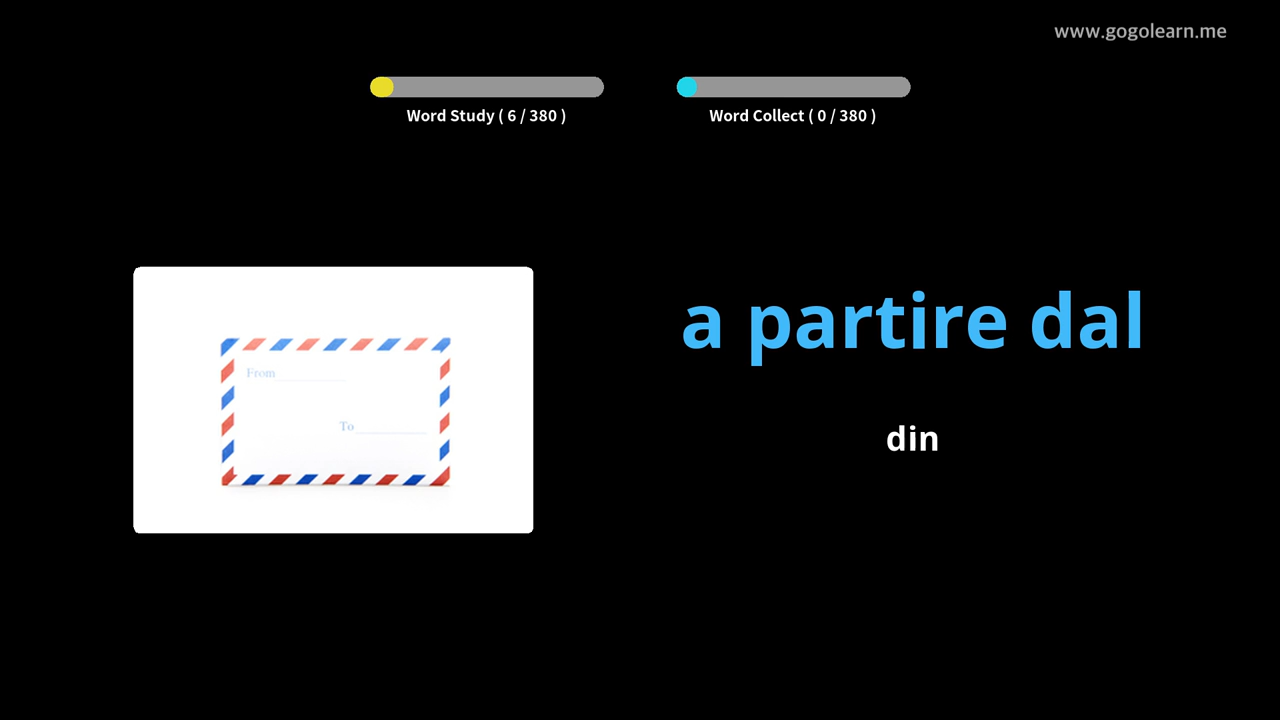 www.gogolearn.me
Word Study ( 6 / 380 )
Word Collect ( 0 / 380 )
From
To
a partire dal
din